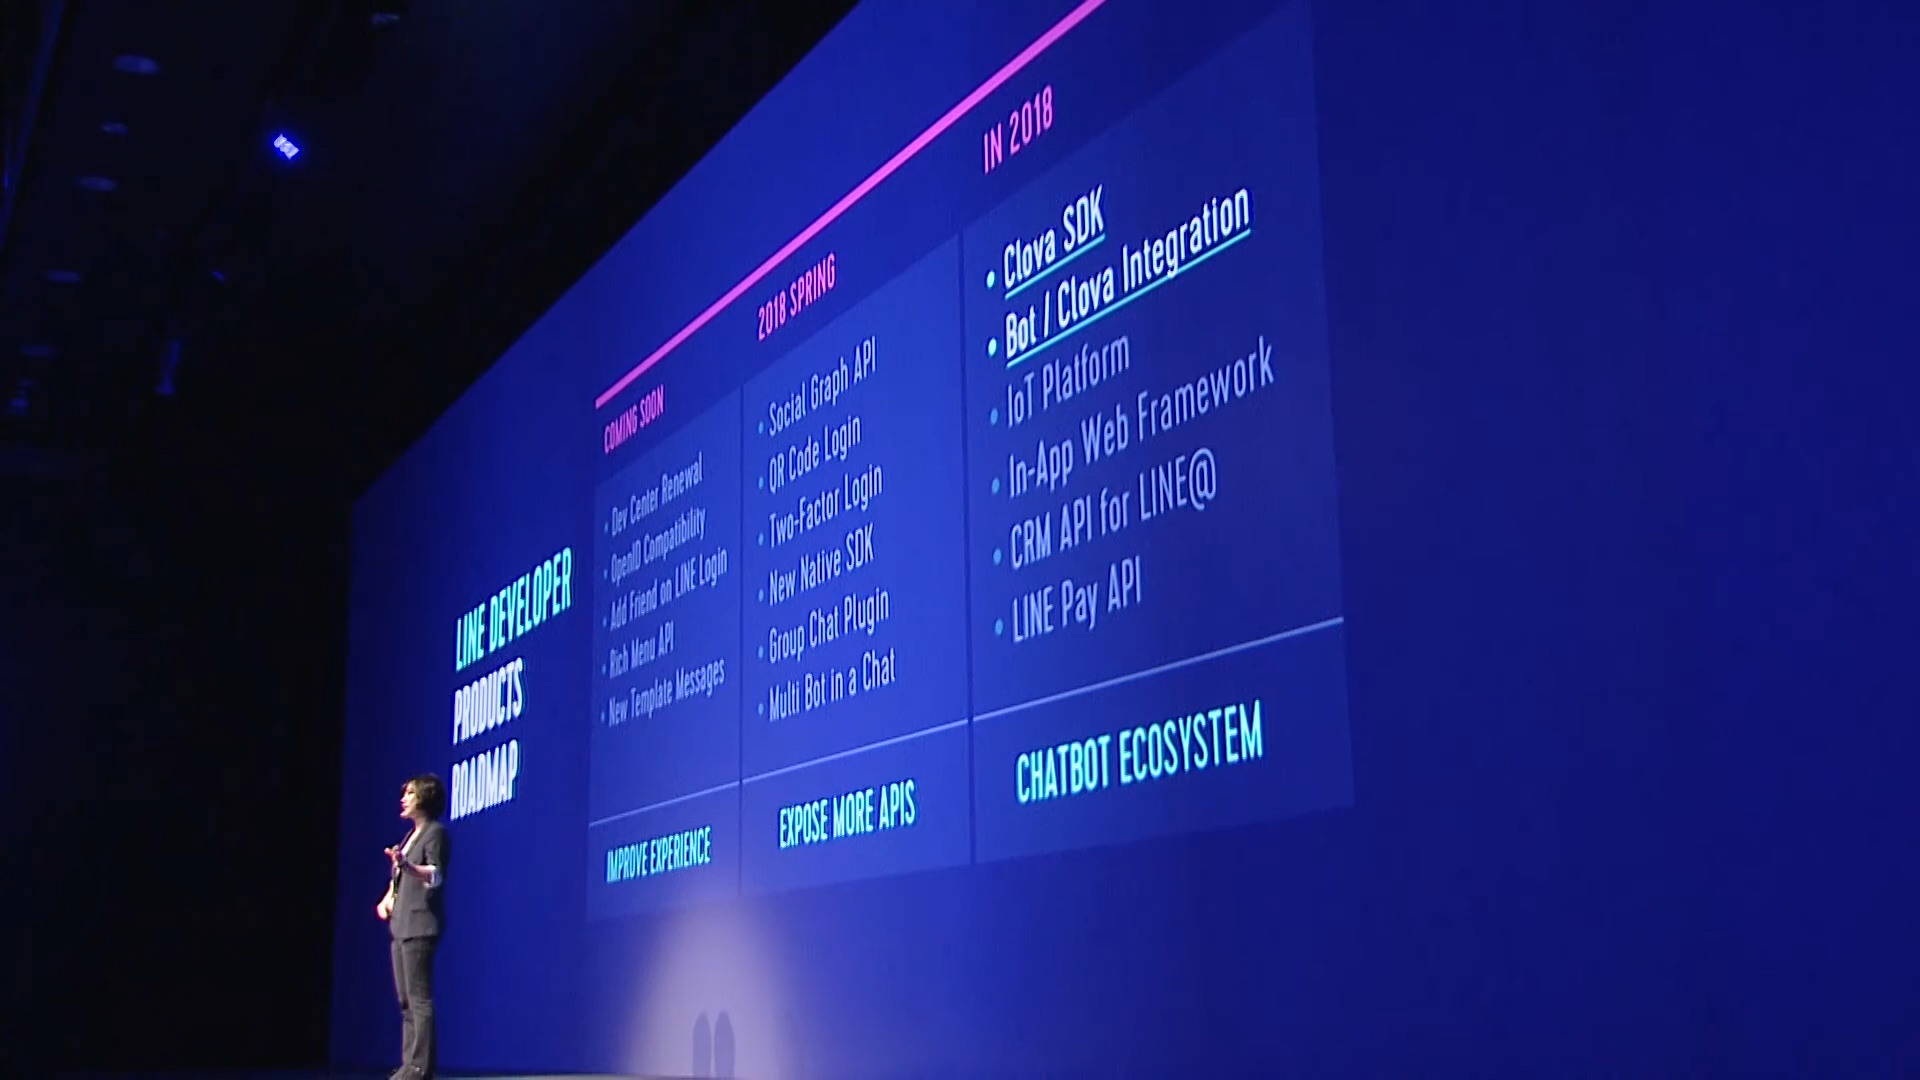 LINE DEVELOPER
PRODUCTS
ROADMAP
COMING SOON
• Dev Center Renewal
• OpenID Compatibility
• Add Friend on LINE Login
• Rich Menu API
• New Template Messages
IMPROVE EXPERIENCE
2018 SPRING
• Social Graph API
• QR Code Login
• Two-Factor Login
• New Native SDK
• Group Chat Plugin
• Multi Bot in a Chat
EXPOSE MORE APIS
IN 2018
• Clova SDK
• Bot / Clova Integration
• IoT Platform
• In-App Web Framework
• CRM API for LINE@
• LINE Pay API
CHATBOT ECOSYSTEM